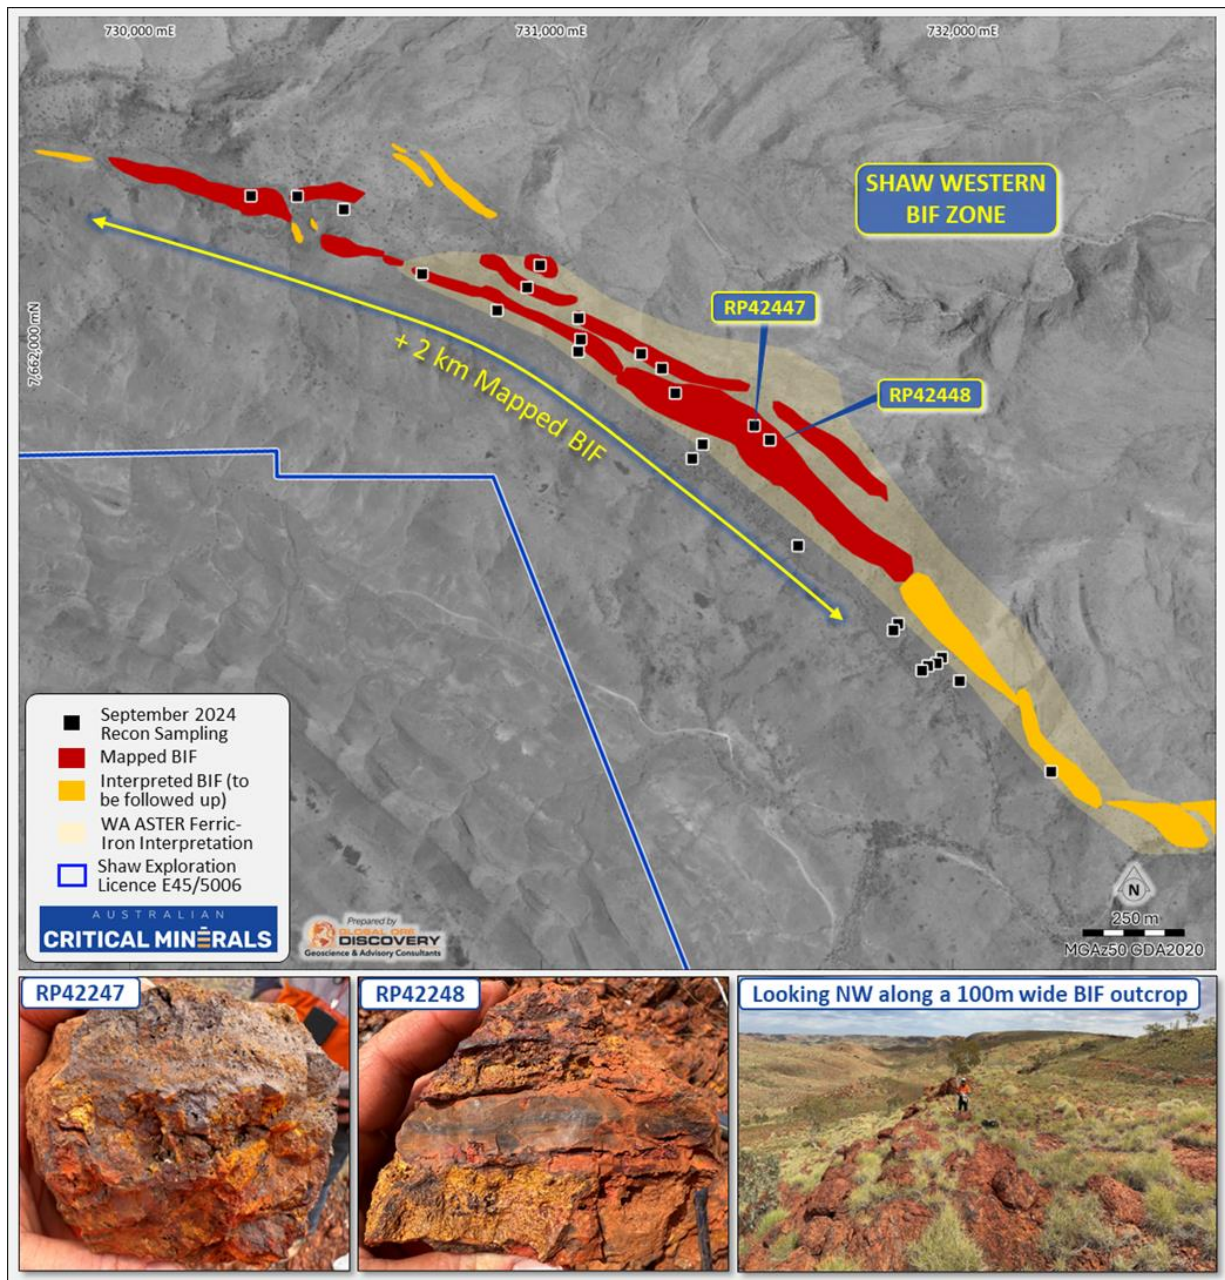 730,000 mE
731,000 mE
732,000 mE
7,662,000 mN
SHAW WESTERN
BIF ZONE
RP42447
RP42448
+ 2 km Mapped BIF
September 2024
Recon Sampling
Mapped BIF
Interpreted BIF (to
be followed up)
WA ASTER Ferric-
Iron Interpretation
Shaw Exploration
Licence E45/5006
AUSTRALIAN
CRITICAL MINERALS
Prepared by
GLOBAL ORE
DISCOVERY
Geoscience & Advisory Consultants
N
250 m
MGAz50 GDA2020
RP42247
RP42248
Looking NW along a 100m wide BIF outcrop